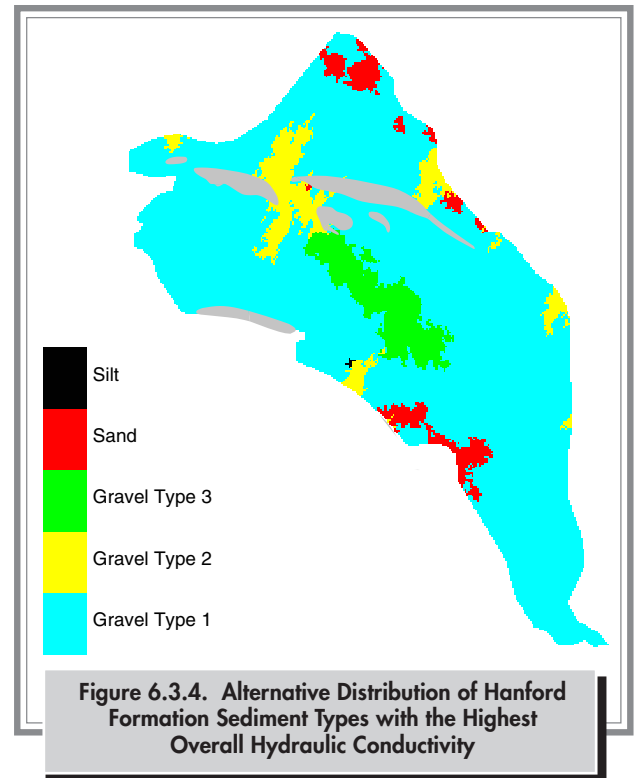 Silt
Sand
Gravel Type 3
Gravel Type 2
Gravel Type 1
Figure 6.3.4. Alternative Distribution of Hanford
Formation Sediment Types with the Highest
Overall Hydraulic Conductivity